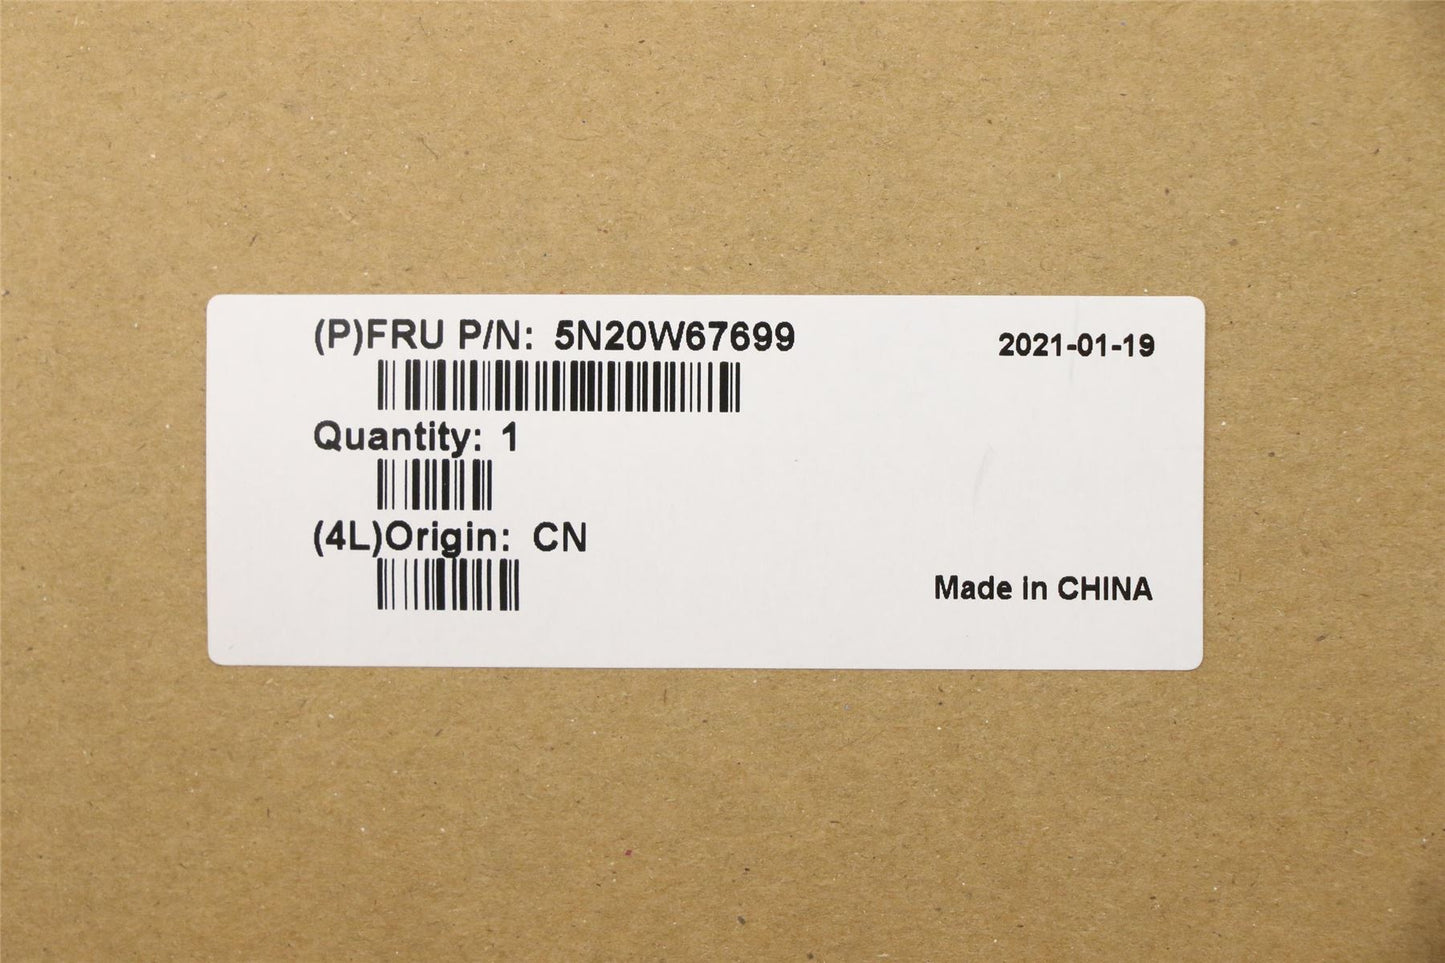 (P)FRU P/N: 5N20W67699
2021-01-19
Quantity: 1
(4L)Origin: CN
Made in CHINA